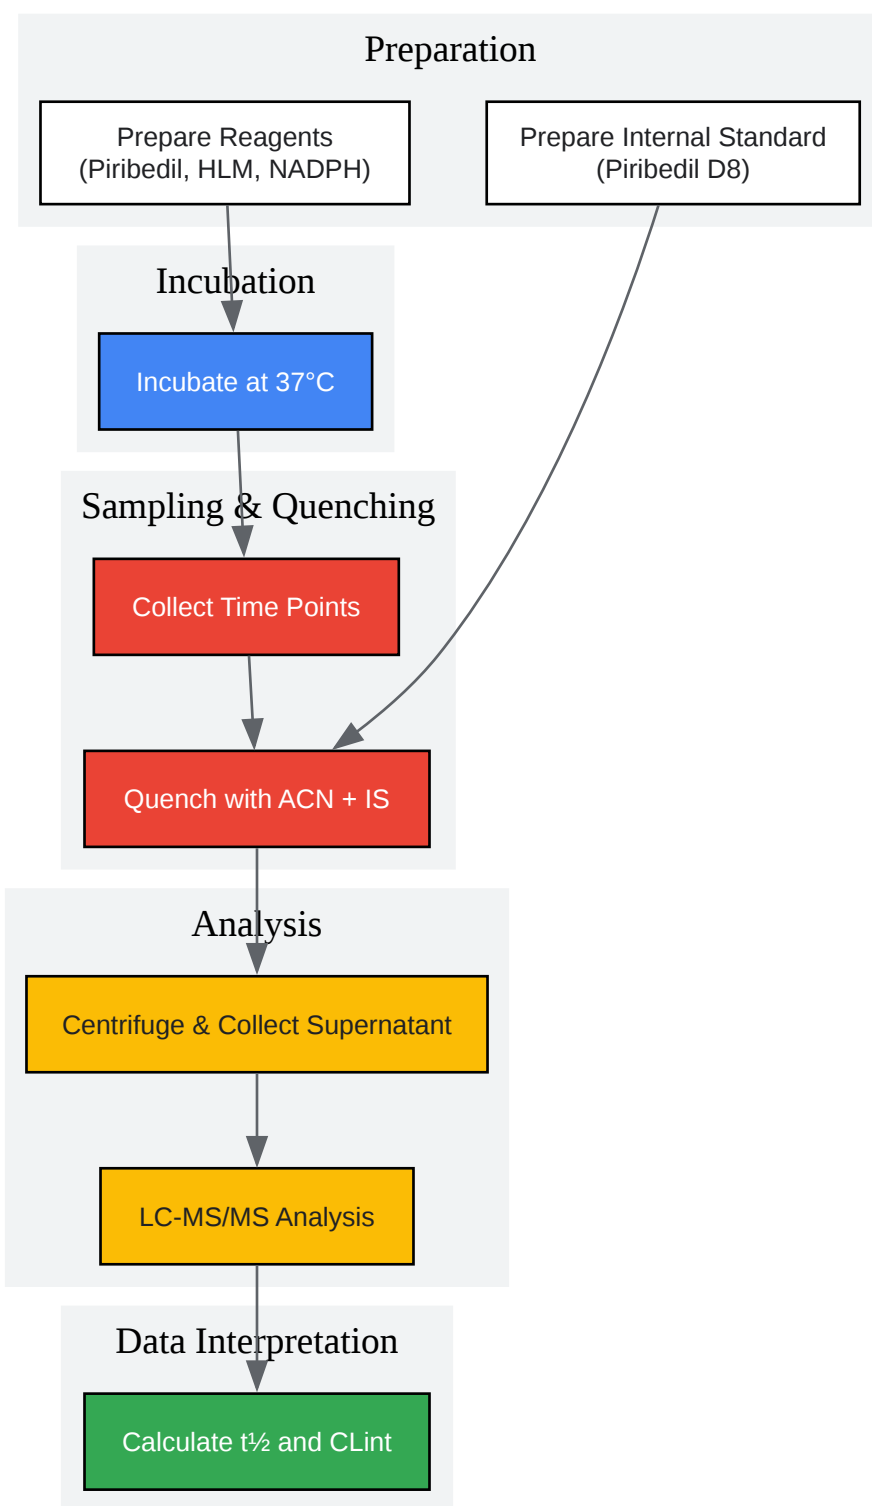 Preparation
Prepare Reagents
(Piribedil, HLM, NADPH)
Prepare Internal Standard
(Piribedil D8)
Incubation
Incubate at 37°C
Sampling & Quenching
Collect Time Points
Quench with ACN + IS
Analysis
Centrifuge & Collect Supernatant
LC-MS/MS Analysis
Data Interpretation
Calculate t½ and CLint